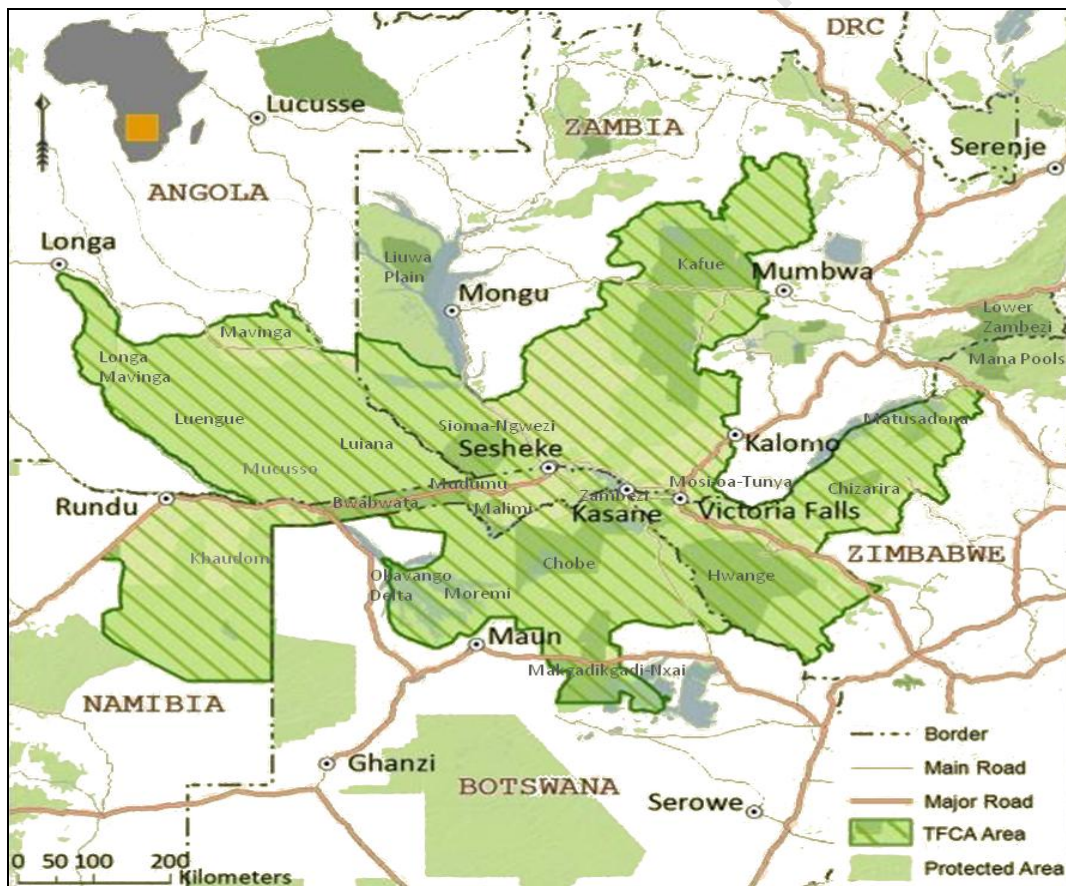 DRC
Lucusse
ZAMBIA
Serenje
ANGOLA
Longa
Liuwa
Plain
Kafue
Mumbwa
Mongu
Lower
Zambezi
Mavinga
Mana Pools
Longa
Mavinga
Luengue
Matusadona
Sioma-Ngwezi
Luiana
Kalomo
Sesheke
Mucusso
Mudumu
Mosi-oa-Tunya
Chizarira
Rundu
Bwabwata
Zambezi
Malimi
Kasane
Victoria Falls
Khaudom
Chobe
ZIMBABWE
Okavango
Delta
Hwange
Moremi
Maun
Makgadikgadi-Nxai
NAMIBIA
Border
Ghanzi
Main Road
BOTSWANA
Serowe
Major Road
TFCA Area
0 50 100 200
Kilometers
Protected Area